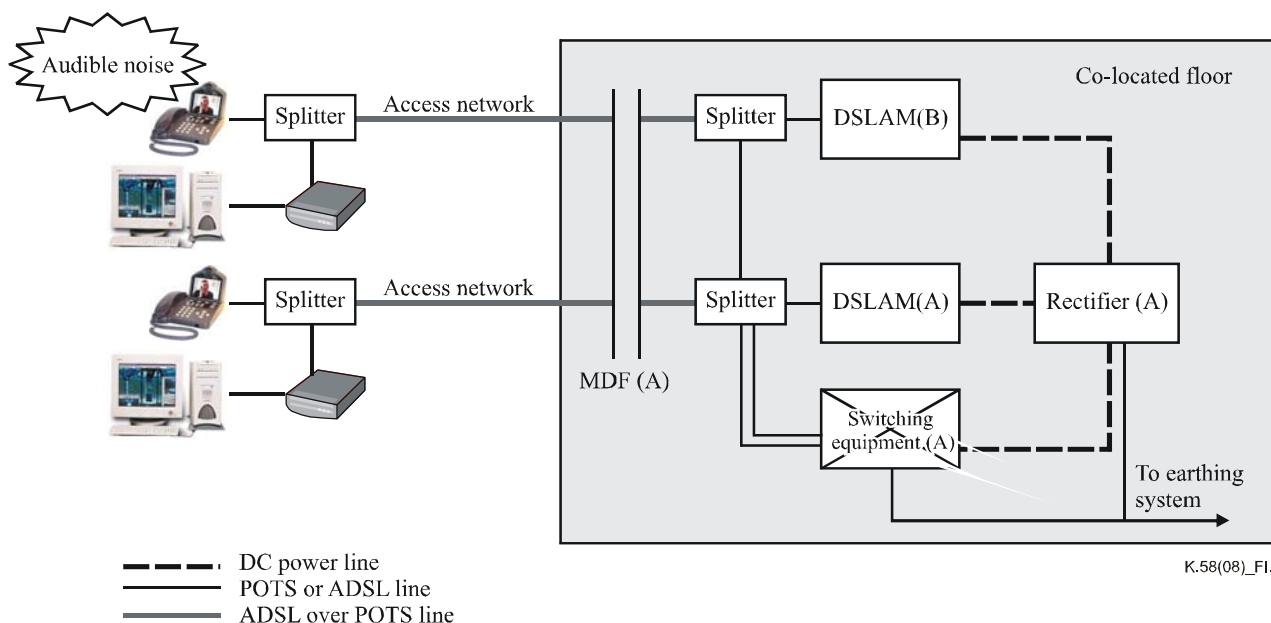 Audible noise
Co-located floor
Splitter
Access network
Splitter
DSLAM(B)
Splitter
Access network
Splitter
DSLAM(A)
Rectifier (A)
MDF (A)
Switching
equipment (A)
To earthing
system
DC power line
POTS or ADSL line
ADSL over POTS line
K.58(08)_FI.